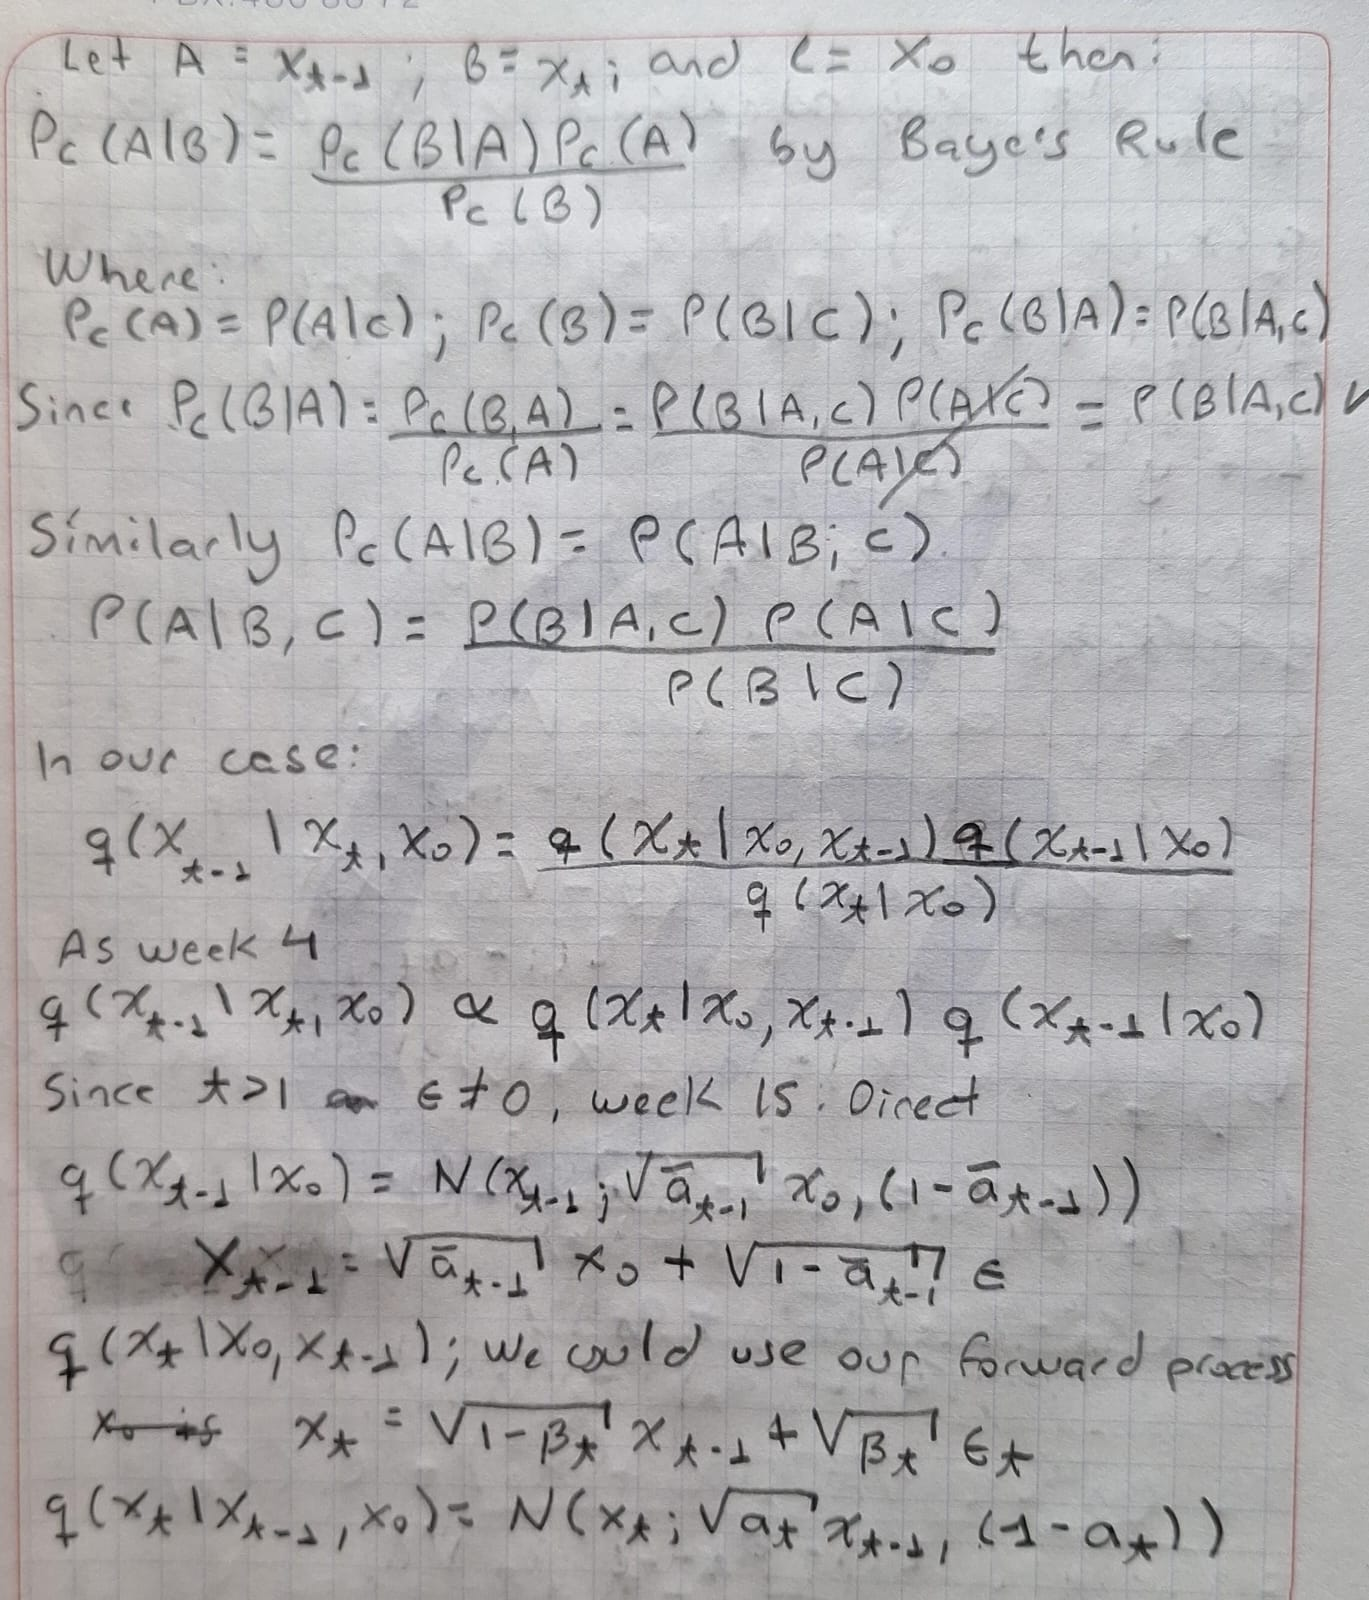 Let A = x_{t-1}; B = x_t; and C = x_0 then:
P_C(A|B) = P_C(B|A) P_C(A) / P_C(B) by Baye's Rule
Where:
P_C(A) = P(A|C); P_C(B) = P(B|C); P_C(B|A) = P(B|A,C)
Since P_C(B|A) = P_C(B,A) / P_C(A) = P(B|A,C) P(A|C) / P(A|C) = P(B|A,C) ✓
Similarly P_C(A|B) = P(A|B; C).
P(A|B,C) = P(B|A,C) P(A|C) / P(B|C)
In our case:
q(x_{t-1}|x_t, x_0) = q(x_t|x_0, x_{t-1}) q(x_{t-1}|x_0) / q(x_t|x_0)
As week 4
q(x_{t-1}|x_t, x_0) ∝ q(x_t|x_0, x_{t-1}) q(x_{t-1}|x_0)
Since t>1 ϵ≠0, week 15. Direct
q(x_{t-1}|x_0) = N(x_{t-1}; √ā_{t-1} x_0, (1-ā_{t-1}))
x_{t-1} = √ā_{t-1} x_0 + √(1-ā_{t-1}) ϵ
q(x_t|x_0, x_{t-1}); we could use our forward process
x_0 is x_t = √(1-β_t) x_{t-1} + √β_t ϵ_t
q(x_t|x_{t-1}, x_0) = N(x_t; √a_t x_{t-1}, (1-a_t))